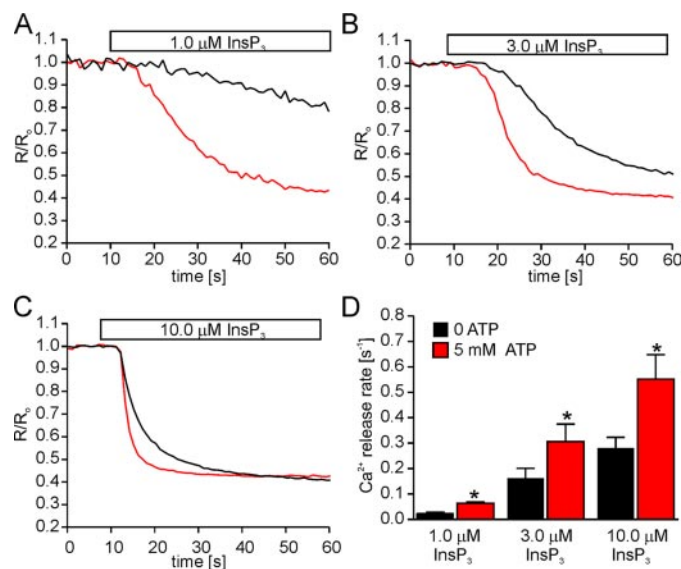 A
1.0 μM InsP₃
1.1
1.0
0.9
0.8
0.7
0.6
0.5
0.4
0.3
0.2
R/Rₒ
0 10 20 30 40 50 60
time [s]
B
3.0 μM InsP₃
1.1
1.0
0.9
0.8
0.7
0.6
0.5
0.4
0.3
0.2
R/Rₒ
0 10 20 30 40 50 60
time [s]
C
10.0 μM InsP₃
1.1
1.0
0.9
0.8
0.7
0.6
0.5
0.4
0.3
0.2
R/Rₒ
0 10 20 30 40 50 60
time [s]
D
0 ATP
5 mM ATP
0.8
0.7
0.6
0.5
0.4
0.3
0.2
0.1
0.0
Ca²⁺ release rate [s⁻¹]
* * *
1.0 μM 3.0 μM 10.0 μM
InsP₃ InsP₃ InsP₃